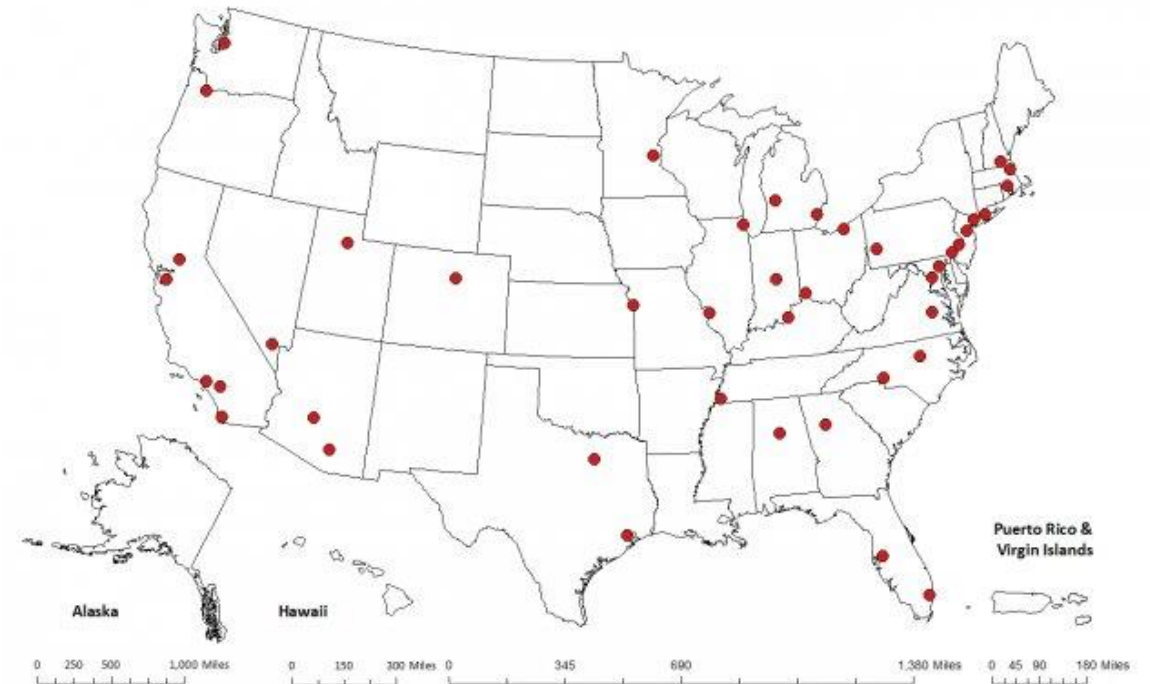 Puerto Rico &
Virgin Islands
Alaska
Hawaii
0 250 500 1,000 Miles
0 150 300 Miles
0 345 690 1,380 Miles
0 45 90 180 Miles